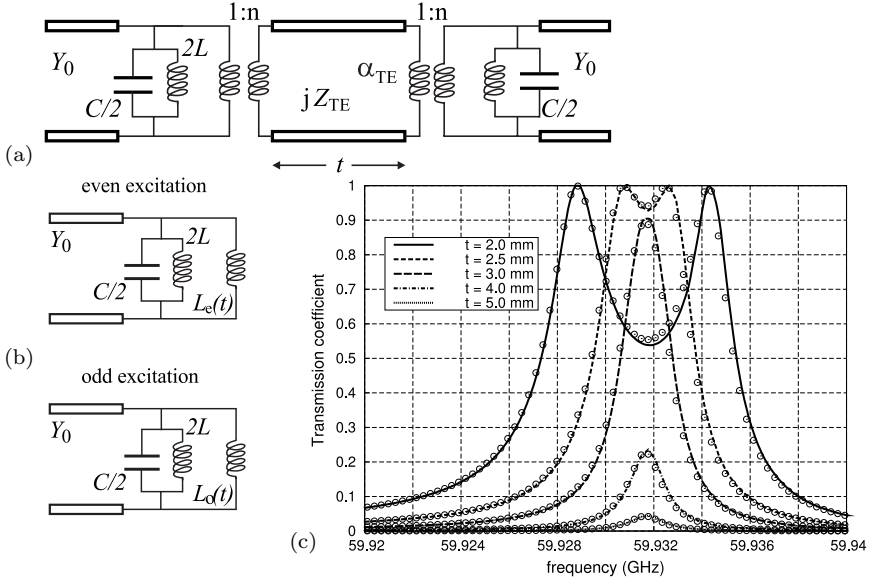 1:n 1:n
Y0 2L C/2 αTE j ZTE Y0 C/2
t
(a)
even excitation
Y0 2L C/2 Le(t)
(b)
odd excitation
Y0 2L C/2 Lo(t)
(c)
Transmission coefficient
1
0.9
0.8
0.7
0.6
0.5
0.4
0.3
0.2
0.1
0
t = 2.0 mm
t = 2.5 mm
t = 3.0 mm
t = 4.0 mm
t = 5.0 mm
59.92 59.924 59.928 59.932 59.936 59.94
frequency (GHz)